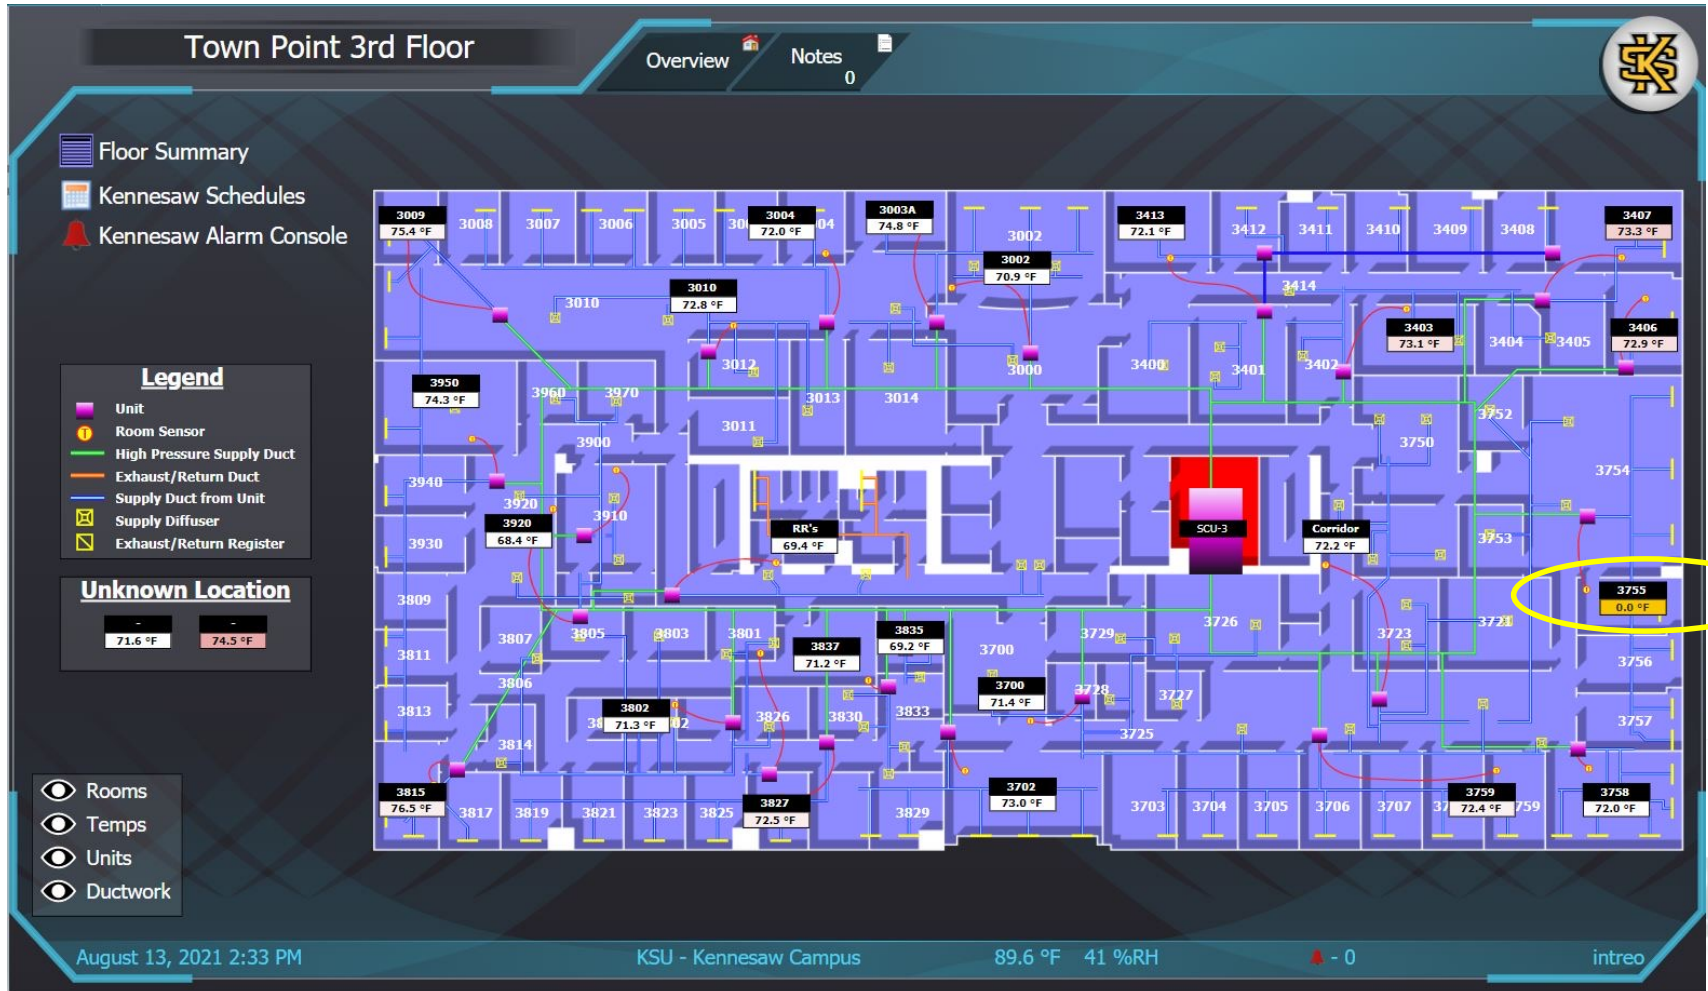 Town Point 3rd Floor
Overview
Notes
0
KS
Floor Summary
Kennesaw Schedules
Kennesaw Alarm Console
Legend
Unit
T Room Sensor
High Pressure Supply Duct
Exhaust/Return Duct
Supply Duct from Unit
Supply Diffuser
Exhaust/Return Register
Unknown Location
- -
71.6 °F 74.5 °F
Rooms
Temps
Units
Ductwork
3009
75.4 °F
3008
3007
3006
3005
3004
72.0 °F
04
3003A
74.8 °F
3002
3002
70.9 °F
3413
72.1 °F
3412
3411
3410
3409
3408
3407
73.3 °F
3010
3010
72.8 °F
3414
3403
73.1 °F
3404
3405
3406
72.9 °F
3012
3000
3400
3401
3402
3950
74.3 °F
3960
3970
3013
3014
3011
3900
3750
3752
3754
3940
3920
3910
3920
68.4 °F
RR's
69.4 °F
SCU-3
Corridor
72.2 °F
3753
3930
3755
0.0 °F
3809
3807
3805
3803
3801
3837
71.2 °F
3835
69.2 °F
3700
3729
3726
3723
3811
3806
3700
71.4 °F
3728
3727
3756
3813
3802
71.3 °F
02
3826
3830
3833
3725
3757
3814
3815
76.5 °F
3817
3819
3821
3823
3825
3827
72.5 °F
3829
3702
73.0 °F
3703
3704
3705
3706
3707
3759
72.4 °F
759
3758
72.0 °F
August 13, 2021 2:33 PM
KSU - Kennesaw Campus
89.6 °F 41 %RH
- 0
intreo